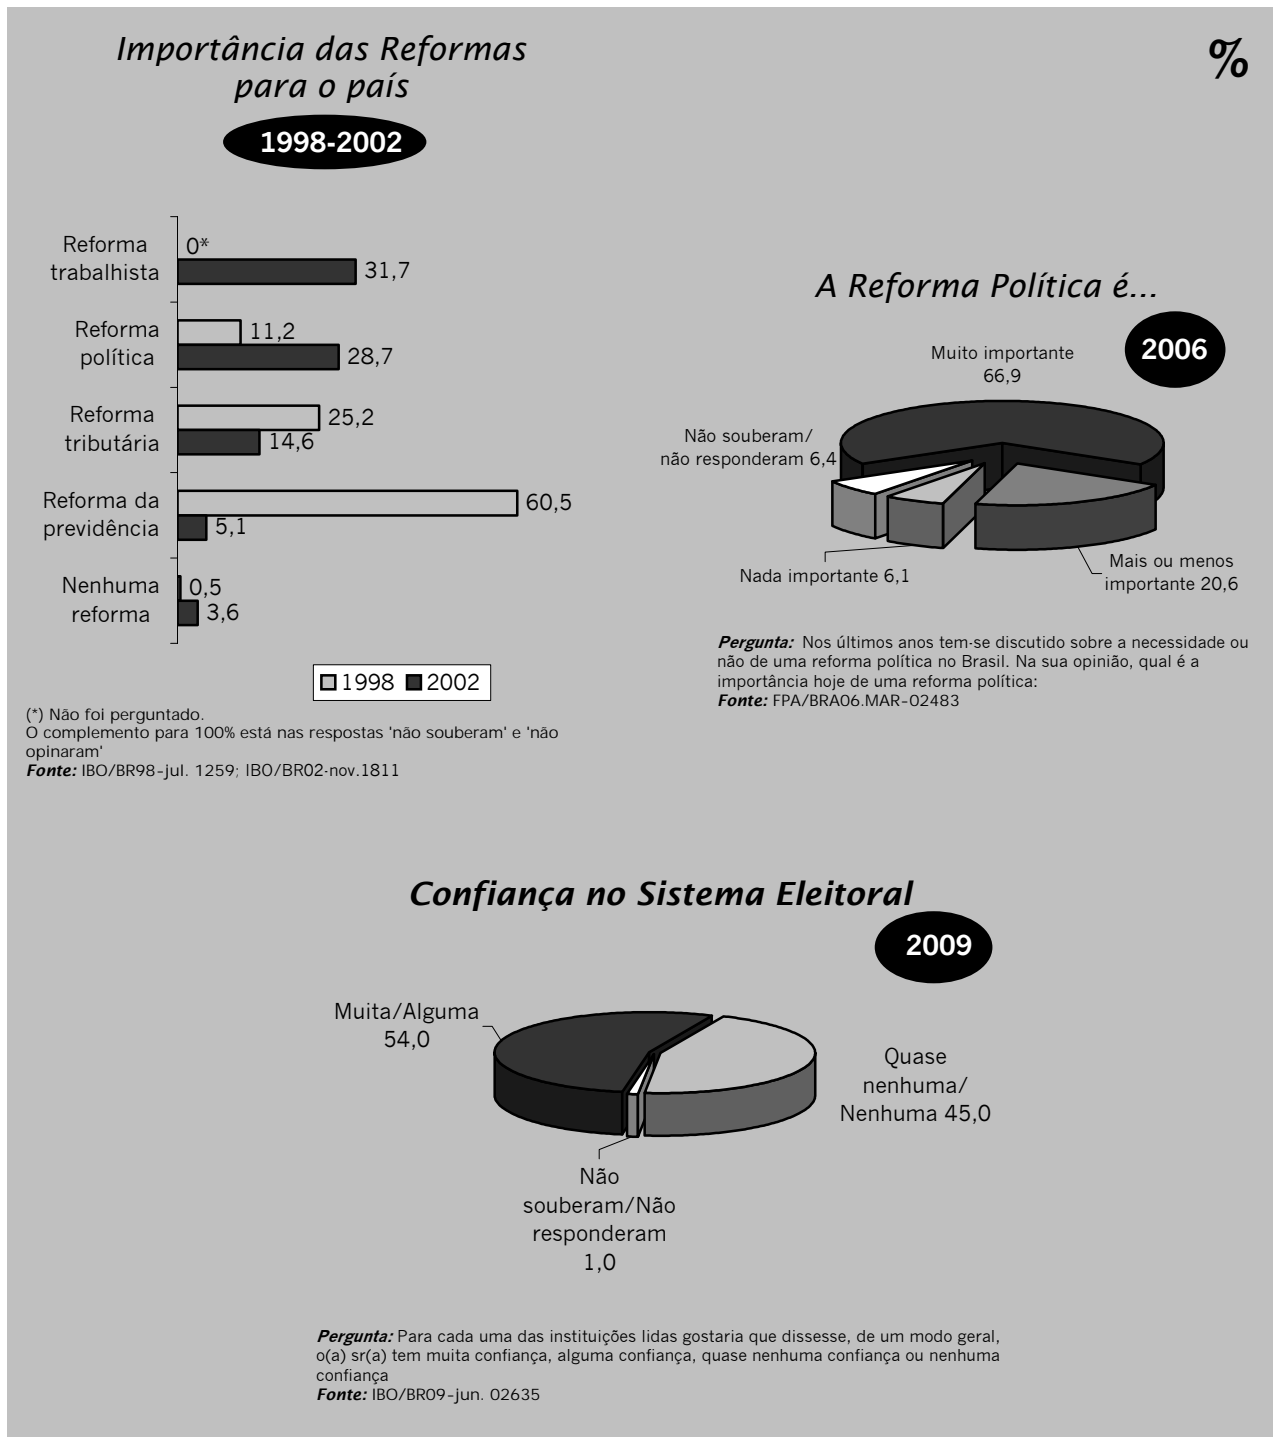 Importância das Reformas
para o país
%
1998-2002
Reforma
trabalhista
0*
31,7
Reforma
política
11,2
28,7
Reforma
tributária
25,2
14,6
Reforma da
previdência
60,5
5,1
Nenhuma
reforma
0,5
3,6
1998 2002
(*) Não foi perguntado.
O complemento para 100% está nas respostas 'não souberam' e 'não
opinaram'
Fonte: IBO/BR98-jul. 1259; IBO/BR02-nov.1811
A Reforma Política é...
2006
Muito importante
66,9
Não souberam/
não responderam 6,4
Nada importante 6,1
Mais ou menos
importante 20,6
Pergunta: Nos últimos anos tem-se discutido sobre a necessidade ou
não de uma reforma política no Brasil. Na sua opinião, qual é a
importância hoje de uma reforma política:
Fonte: FPA/BRA06.MAR-02483
Confiança no Sistema Eleitoral
2009
Muita/Alguma
54,0
Quase
nenhuma/
Nenhuma 45,0
Não
souberam/Não
responderam
1,0
Pergunta: Para cada uma das instituições lidas gostaria que dissesse, de um modo geral,
o(a) sr(a) tem muita confiança, alguma confiança, quase nenhuma confiança ou nenhuma
confiança
Fonte: IBO/BR09-jun. 02635